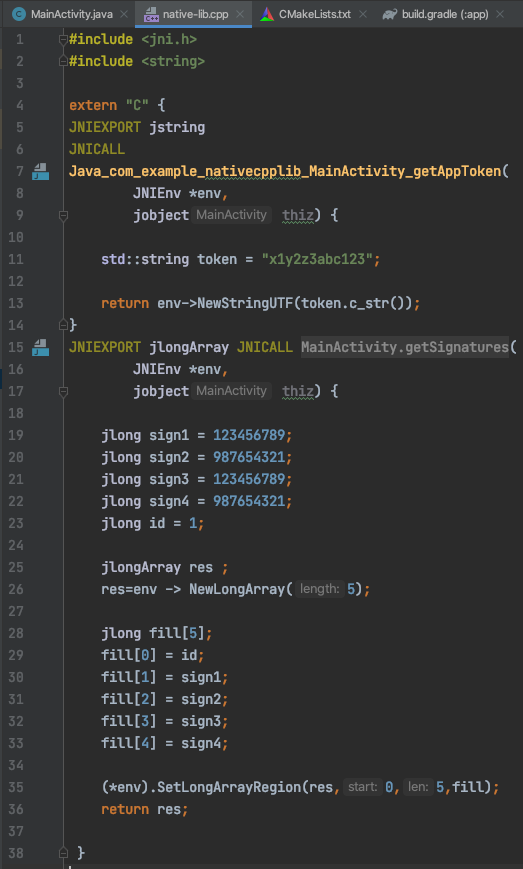 MainActivity.java × native-lib.cpp × CMakeLists.txt × build.gradle (:app) ×
1 #include <jni.h>
2 #include <string>
3
4 extern "C" {
5 JNIEXPORT jstring
6 JNICALL
7 Java_com_example_nativecpplib_MainActivity_getAppToken(
8 JNIEnv *env,
9 jobject MainActivity thiz) {
10
11 std::string token = "x1y2z3abc123";
12
13 return env->NewStringUTF(token.c_str());
14 }
15 JNIEXPORT jlongArray JNICALL MainActivity.getSignatures(
16 JNIEnv *env,
17 jobject MainActivity thiz) {
18
19 jlong sign1 = 123456789;
20 jlong sign2 = 987654321;
21 jlong sign3 = 123456789;
22 jlong sign4 = 987654321;
23 jlong id = 1;
24
25 jlongArray res ;
26 res=env -> NewLongArray( length: 5);
27
28 jlong fill[5];
29 fill[0] = id;
30 fill[1] = sign1;
31 fill[2] = sign2;
32 fill[3] = sign3;
33 fill[4] = sign4;
34
35 (*env).SetLongArrayRegion(res, start: 0, len: 5,fill);
36 return res;
37
38 }